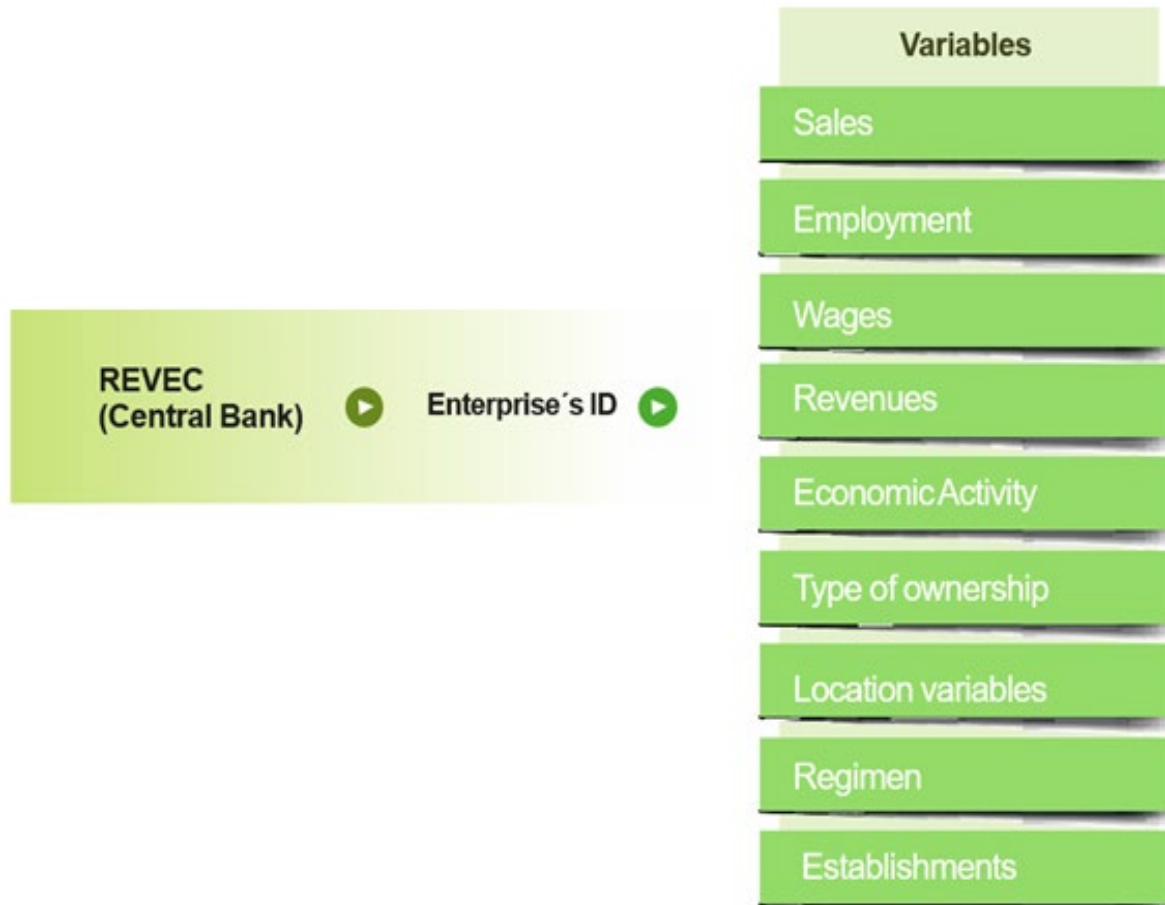 Variables
Sales
Employment
Wages
REVEC
(Central Bank)
Enterprise´s ID
Revenues
Economic Activity
Type of ownership
Location variables
Regimen
Establishments